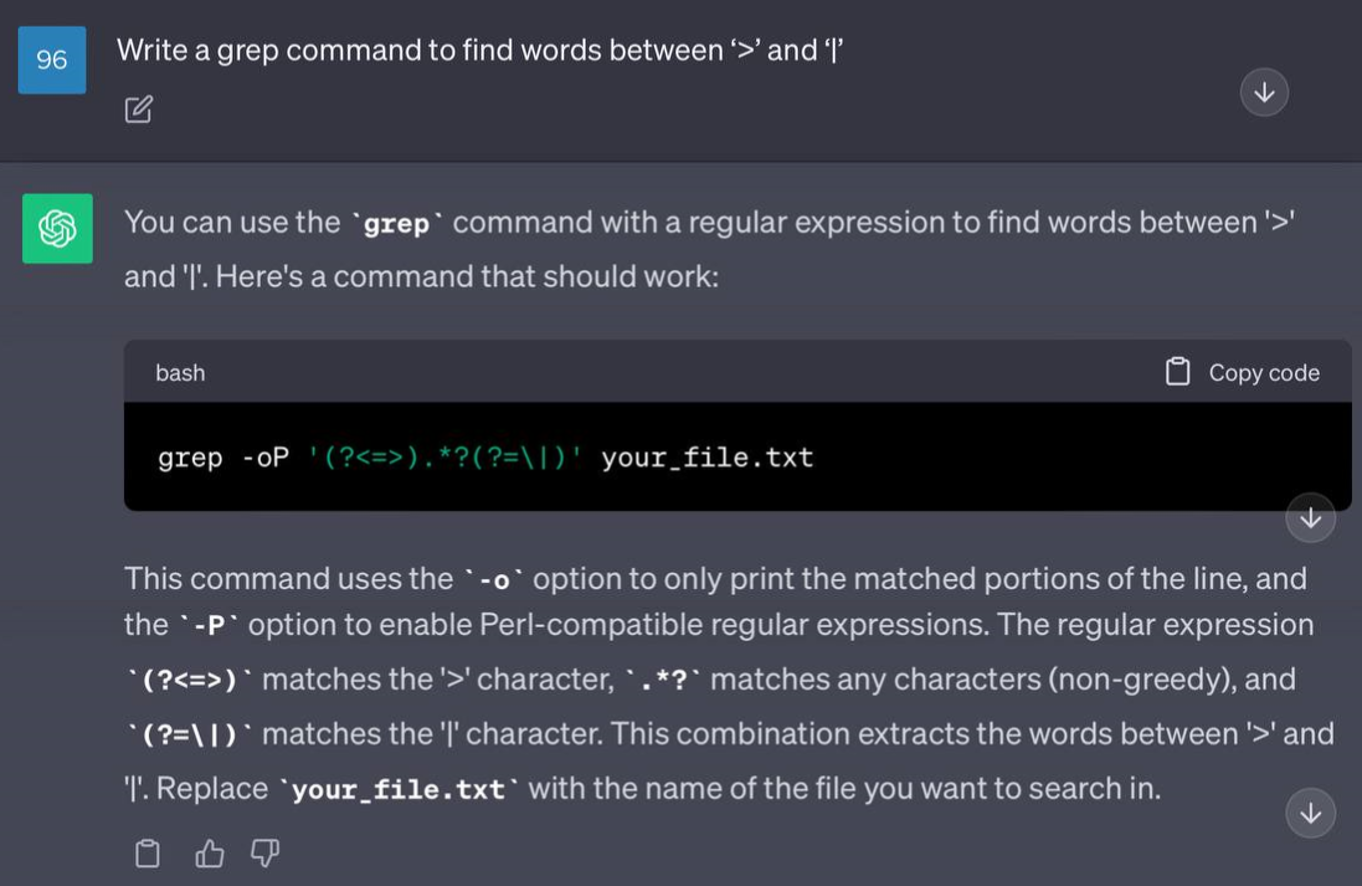 96
Write a grep command to find words between ‘>’ and ‘|’
You can use the `grep` command with a regular expression to find words between '>'
and '|'. Here's a command that should work:
bash
Copy code
grep -oP '(?<=>).*?(?=\|)' your_file.txt
This command uses the `-o` option to only print the matched portions of the line, and
the `-P` option to enable Perl-compatible regular expressions. The regular expression
`(?<=>)` matches the '>' character, `.*?` matches any characters (non-greedy), and
`(?=\|)` matches the '|' character. This combination extracts the words between '>' and
'|'. Replace `your_file.txt` with the name of the file you want to search in.